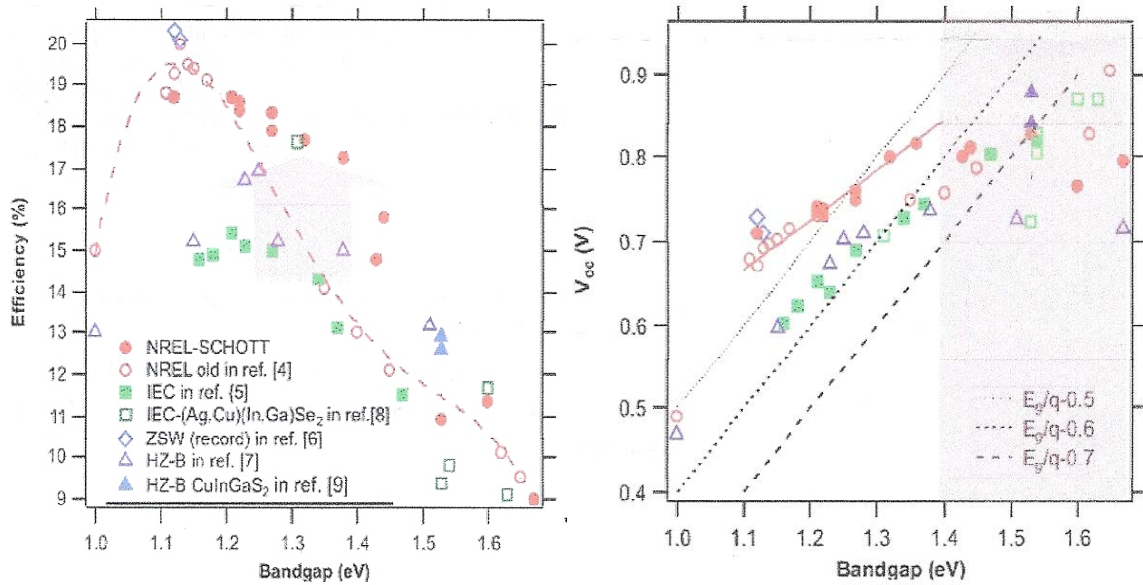 20
19
18
17
16
15
14
13
12
11
10
9
Efficiency (%)
NREL-SCHOTT
NREL old in ref. [4]
IEC in ref. (5]
IEC-(Ag,Cu)(In.Ga)Se2 in ref.[8]
ZSW (record) in ref. [6]
HZ-B in ref. [7]
HZ-B CuInGaS2 in ref. [9]
1.0 1.1 1.2 1.3 1.4 1.5 1.6
Bandgap (eV)
0.9
0.8
0.7
0.6
0.5
0.4
Voc (V)
Eg/q-0.5
Eg/q-0.6
Eg/q-0.7
1.0 1.1 1.2 1.3 1.4 1.5 1.6
Bandgap (eV)